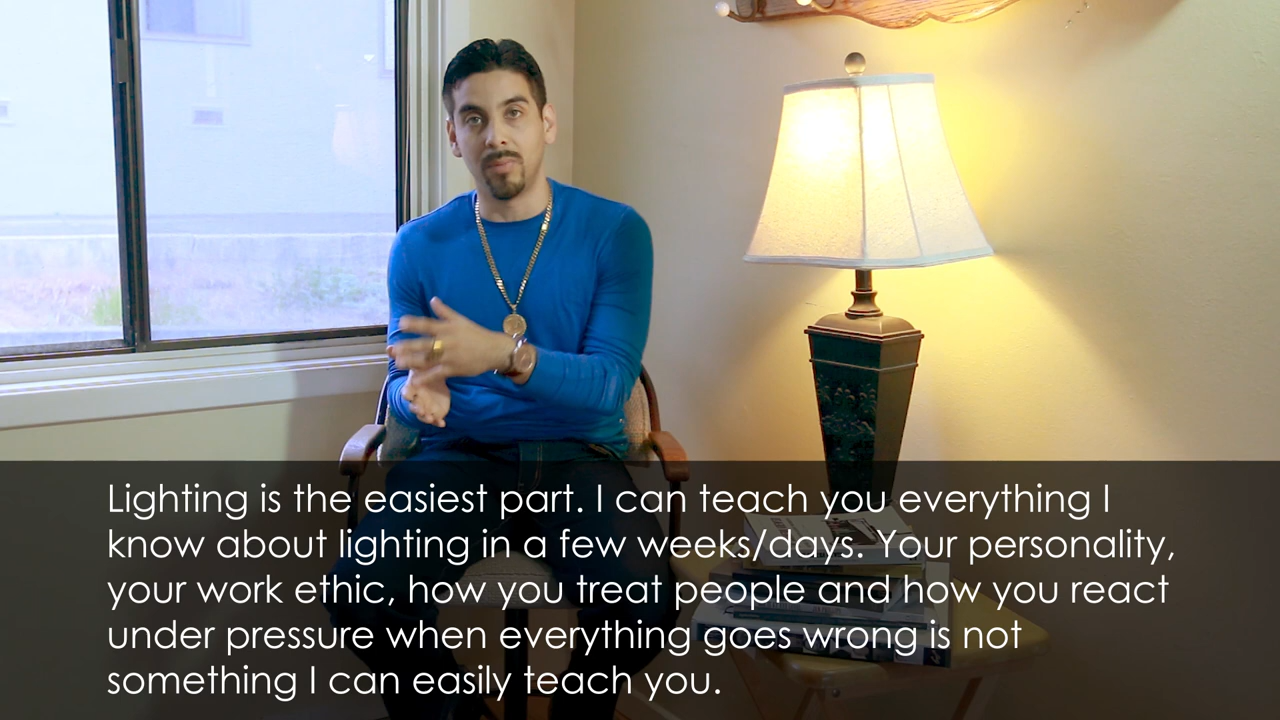 Lighting is the easiest part. I can teach you everything I
know about lighting in a few weeks/days. Your personality,
your work ethic, how you treat people and how you react
under pressure when everything goes wrong is not
something I can easily teach you.